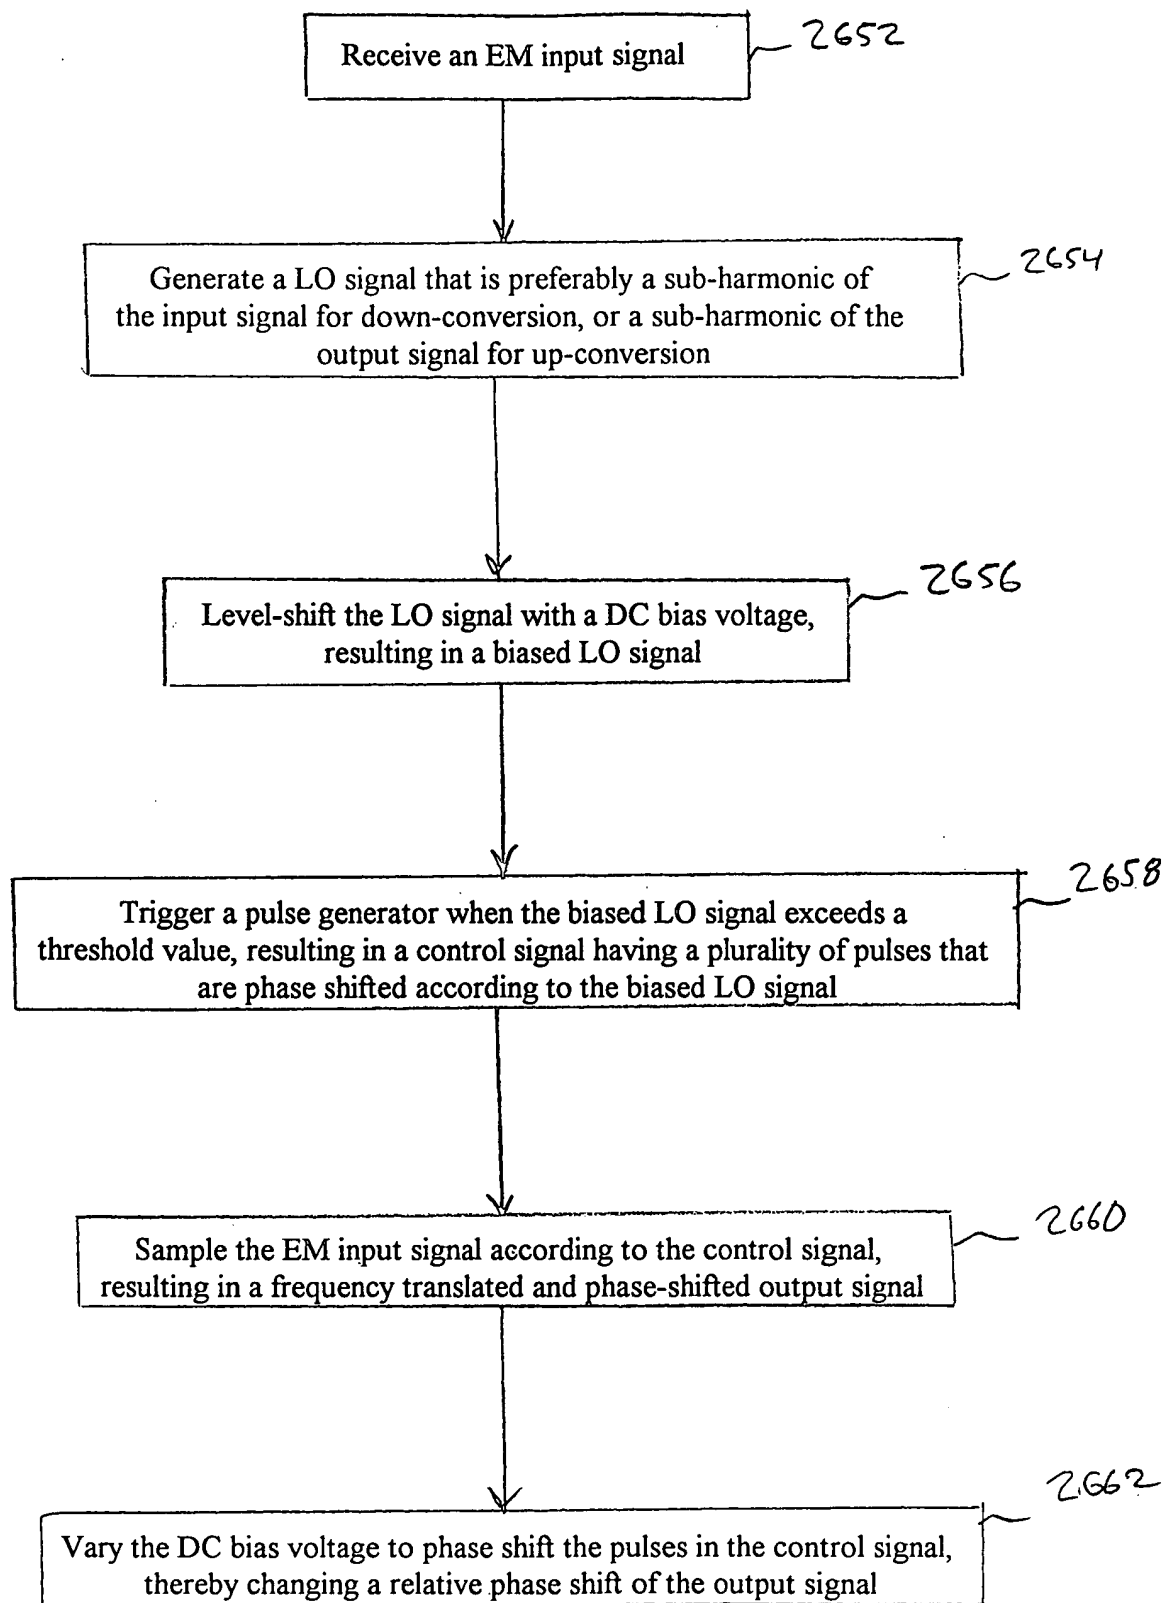 Receive an EM input signal
2652
Generate a LO signal that is preferably a sub-harmonic of
the input signal for down-conversion, or a sub-harmonic of the
output signal for up-conversion
2654
Level-shift the LO signal with a DC bias voltage,
resulting in a biased LO signal
2656
Trigger a pulse generator when the biased LO signal exceeds a
threshold value, resulting in a control signal having a plurality of pulses that
are phase shifted according to the biased LO signal
2658
Sample the EM input signal according to the control signal,
resulting in a frequency translated and phase-shifted output signal
2660
Vary the DC bias voltage to phase shift the pulses in the control signal,
thereby changing a relative phase shift of the output signal
2662